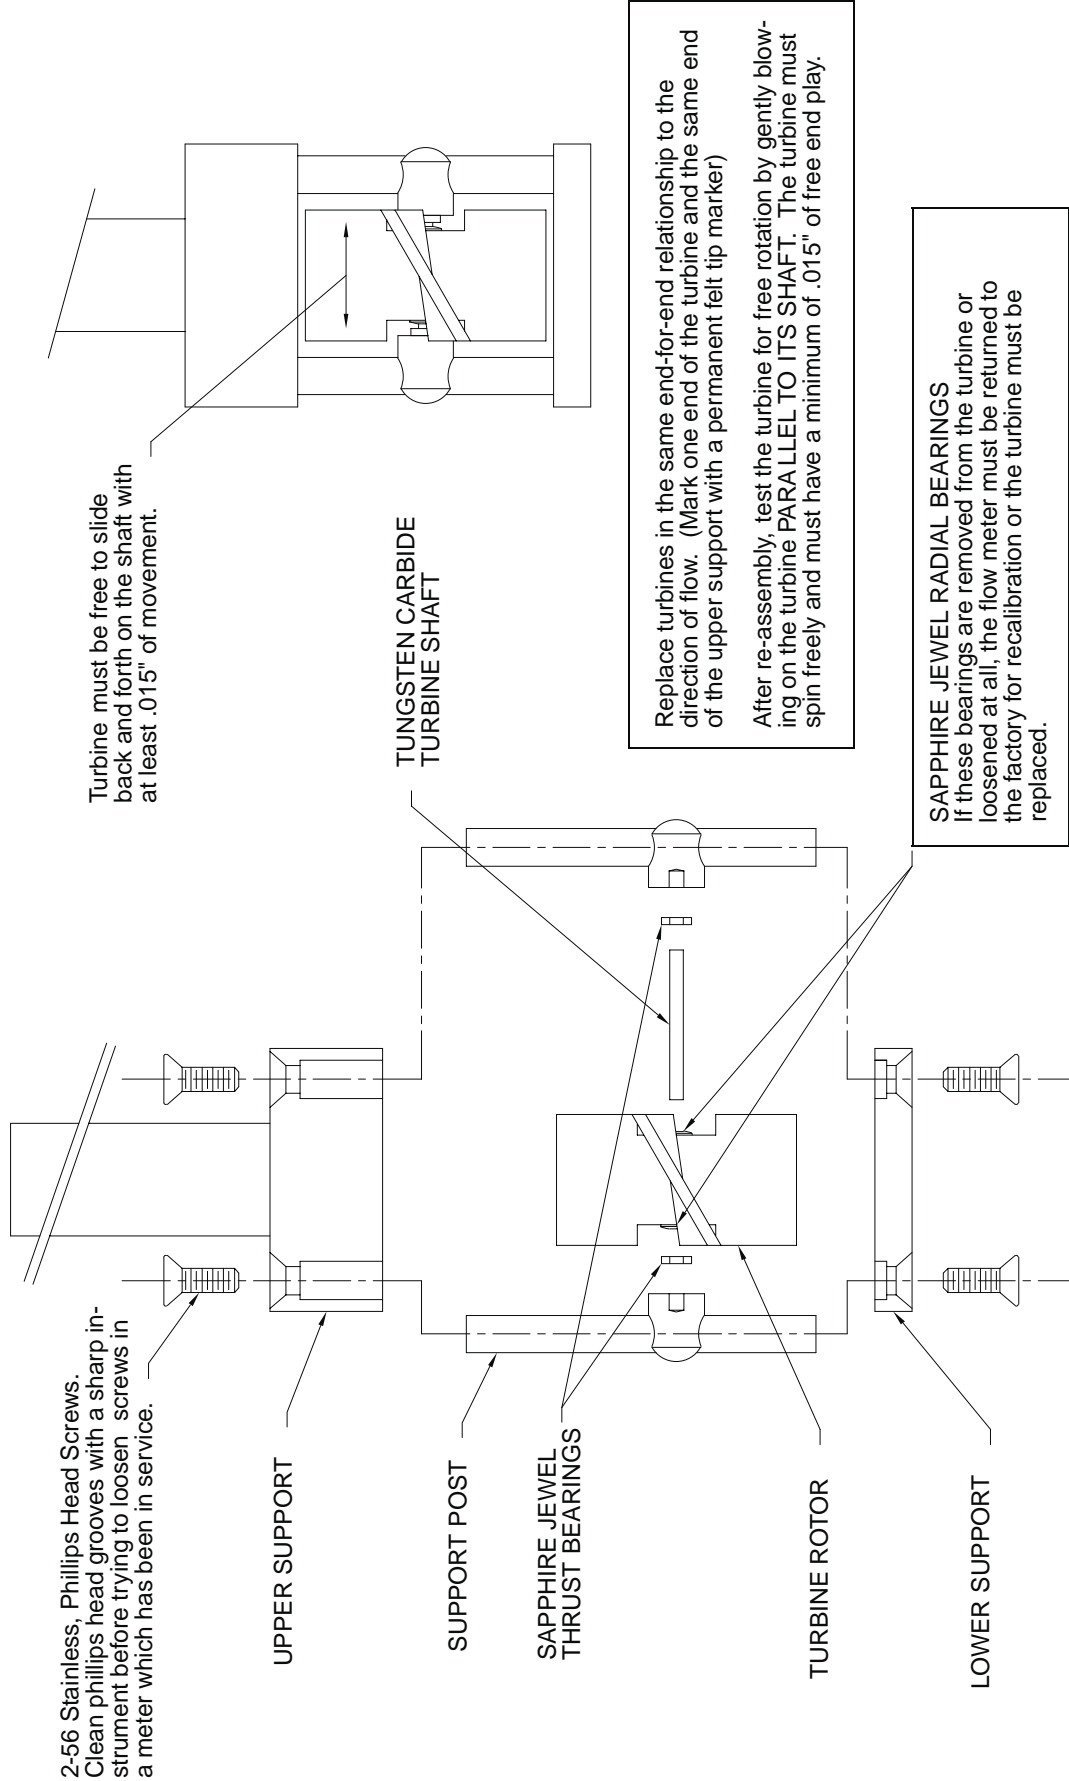 2-56 Stainless, Phillips Head Screws.
Clean phillips head grooves with a sharp in-
strument before trying to loosen screws in
a meter which has been in service.
UPPER SUPPORT
SUPPORT POST
SAPPHIRE JEWEL
THRUST BEARINGS
TURBINE ROTOR
LOWER SUPPORT
Turbine must be free to slide
back and forth on the shaft with
at least .015" of movement.
TUNGSTEN CARBIDE
TURBINE SHAFT
Replace turbines in the same end-for-end relationship to the
direction of flow. (Mark one end of the turbine and the same end
of the upper support with a permanent felt tip marker)
After re-assembly, test the turbine for free rotation by gently blow-
ing on the turbine PARA LLEL TO ITS SHAFT. The turbine must
spin freely and must have a minimum of .015" of free end play.
SAPPHIRE JEWEL RADIAL BEARINGS
If these bearings are removed from the turbine or
loosened at all, the flow meter must be returned to
the factory for recalibration or the turbine must be
replaced.